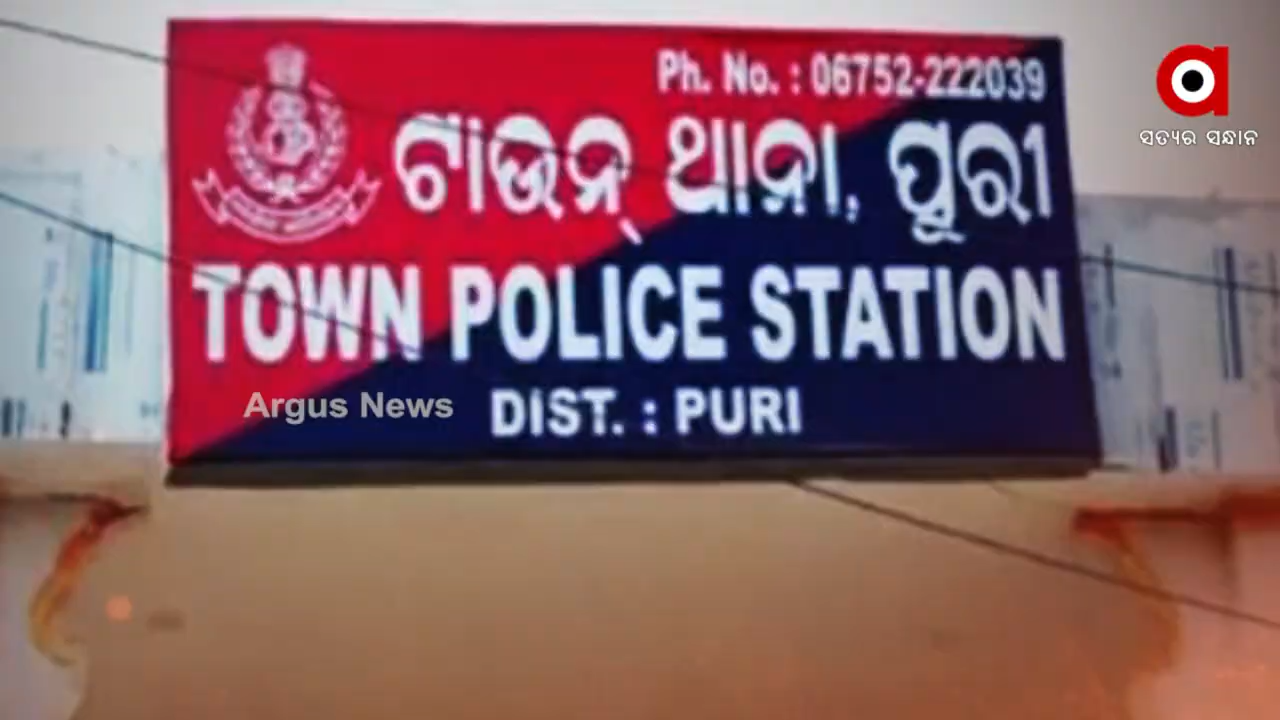 Ph. No. : 06752-222039
ଟାଉନ୍ ଥାନା, ପୁରୀ
TOWN POLICE STATION
DIST. : PURI
Argus News
ସତ୍ୟର ସନ୍ଧାନ